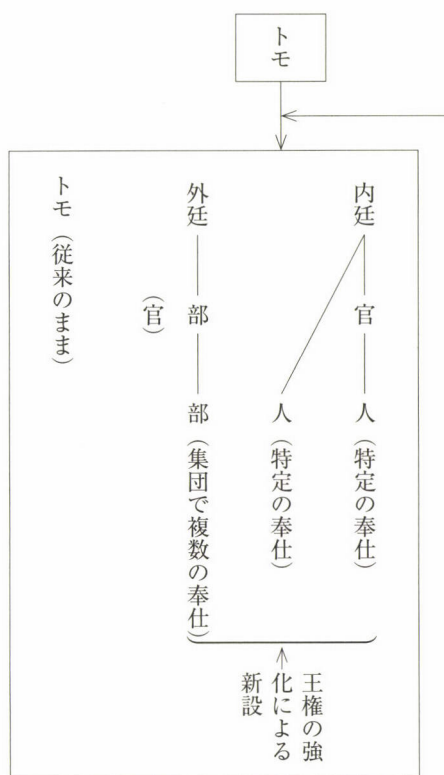 トモ
内廷
官
人(特定の奉仕)
人(特定の奉仕)
外廷
部
部(集団で複数の奉仕)
(官)
トモ(従来のまま)
王権の強
化による
新設